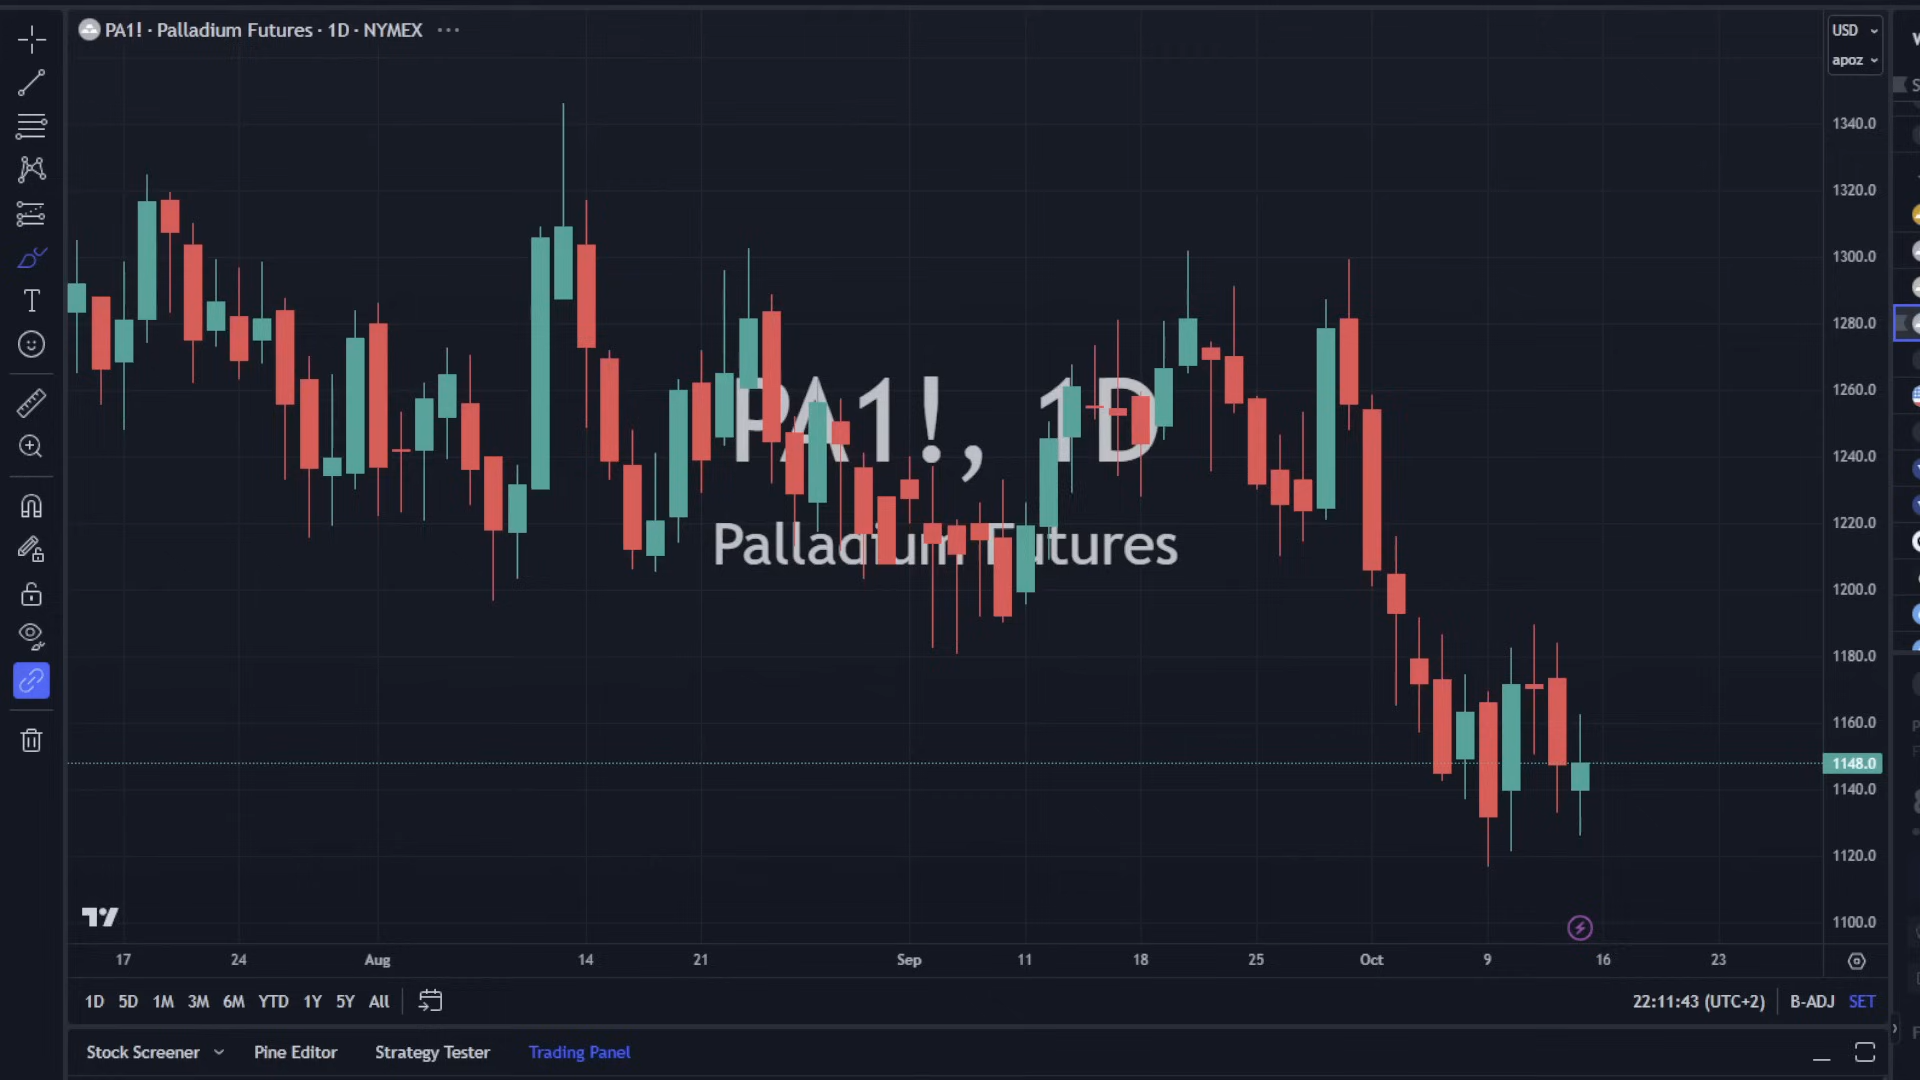 PA1! · Palladium Futures · 1D · NYMEX ···
USD
apoz
1340.0
1320.0
1300.0
1280.0
1260.0
1240.0
1220.0
1200.0
1180.0
1160.0
1148.0
1140.0
1120.0
1100.0
PA1!, 1D
Palladium Futures
17 24 Aug 14 21 Sep 11 18 25 Oct 9 16 23
1D 5D 1M 3M 6M YTD 1Y 5Y All
22:11:43 (UTC+2) B-ADJ SET
Stock Screener Pine Editor Strategy Tester Trading Panel